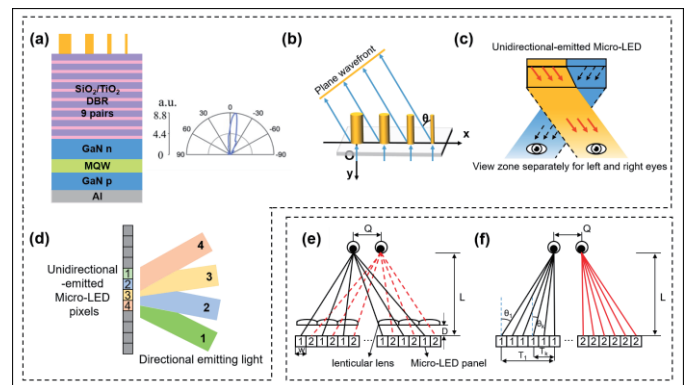 (a)
SiO2/TiO2
DBR
9 pairs
GaN n
MQW
GaN p
Al
a.u.
8.8
4.4
0
0
30
-30
60
-60
90
-90
(b)
Plane wavefront
θ
x
O
y
(c)
Unidirectional-emitted Micro-LED
View zone separately for left and right eyes
(d)
Unidirectional
-emitted
Micro-LED
pixels
1
2
3
4
4
3
2
1
Directional emitting light
(e)
Q
L
D
1 2 1 2 1 2 ... 1 2 1 2 1 2
W
lenticular lens
Micro-LED panel
(f)
Q
L
θ1
θk
1 1 1 1 1 1 ... 2 2 2 2 2 2
T1
Tk